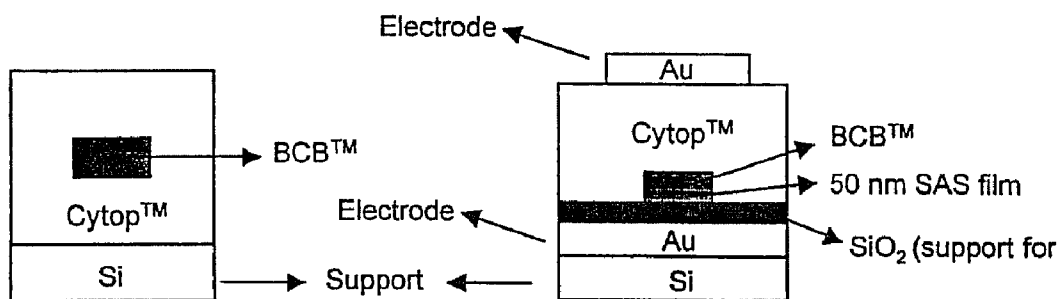 Electrode
Au
Cytop™
BCB™
BCB™
50 nm SAS film
Cytop™
Electrode
SiO₂ (support for
Au
Si
Support
Si